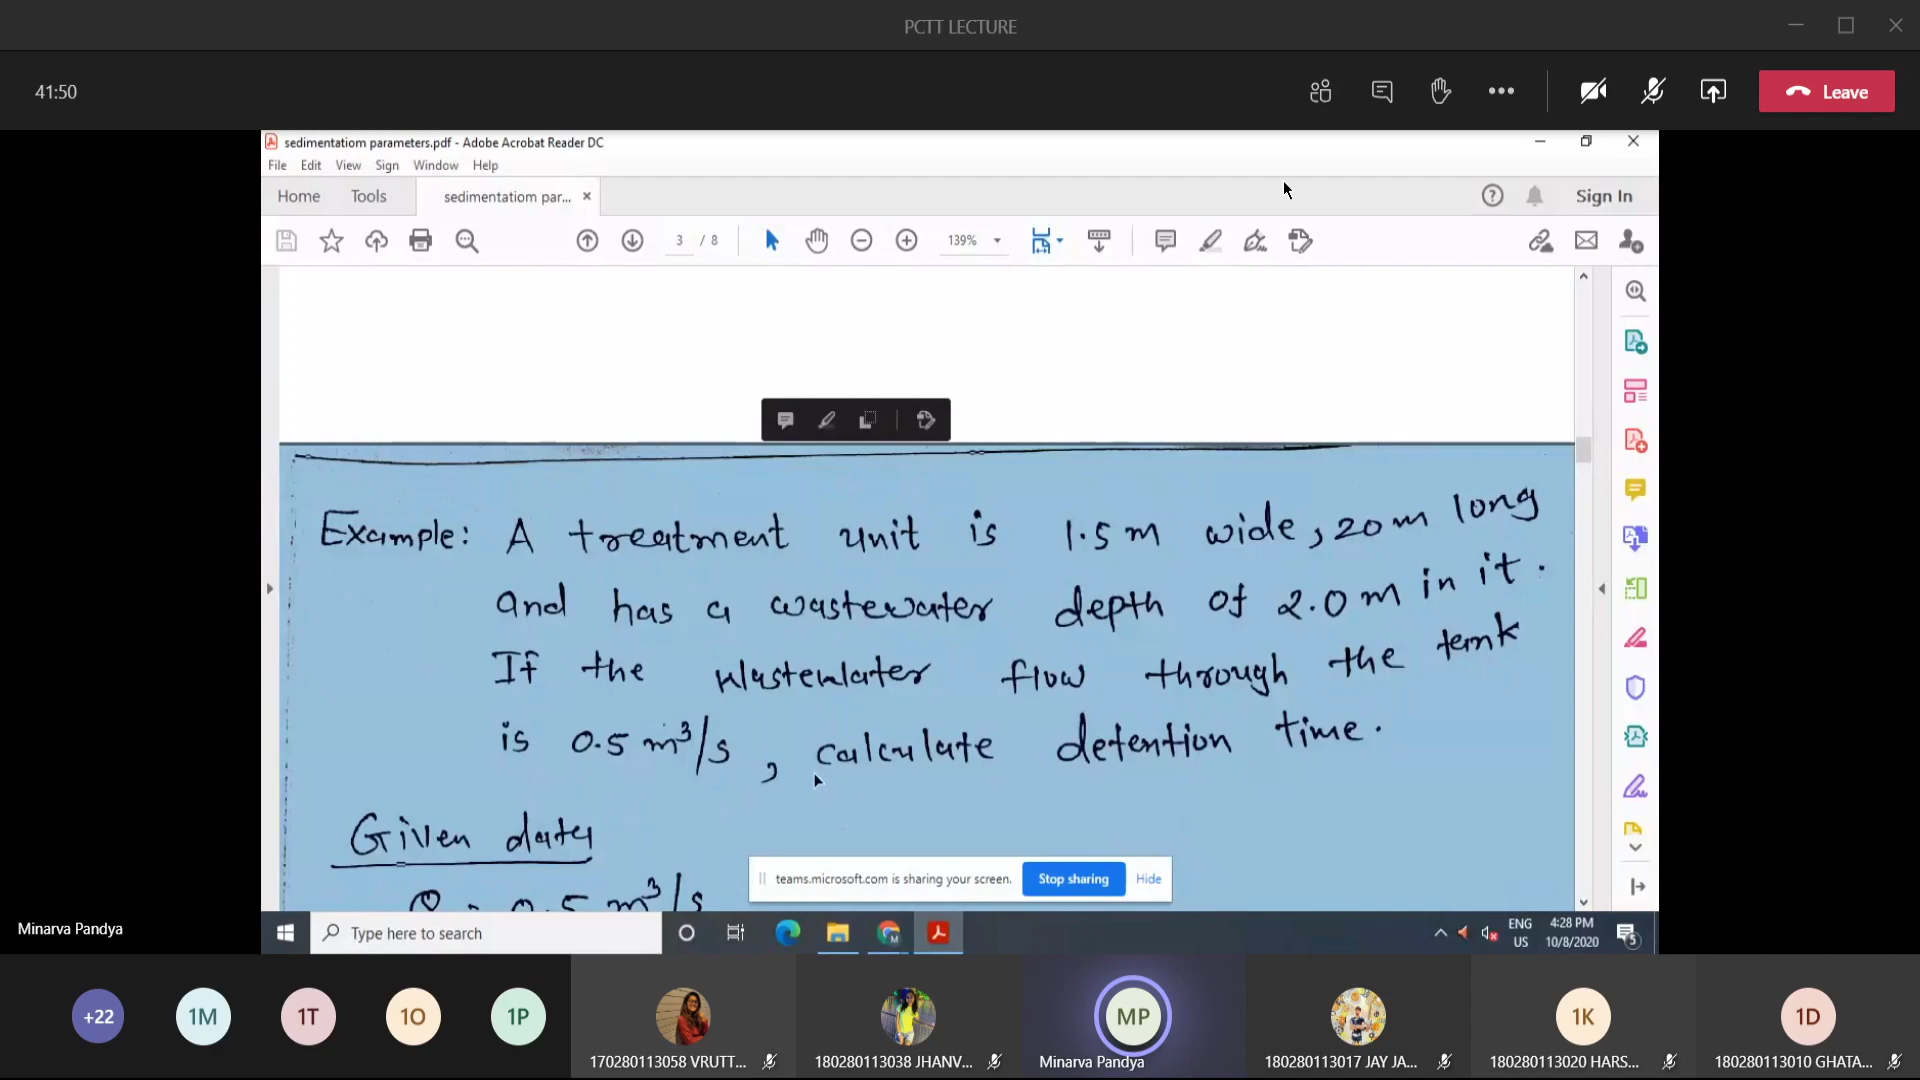 PCTT LECTURE
41:50
Leave
sedimentatiom parameters.pdf - Adobe Acrobat Reader DC
File Edit View Window Sign Help
Home Tools sedimentatiom par... × Sign In
3 / 8 139%
Example: A treatment unit is 1.5 m wide, 20 m long
and has a wastewater depth of 2.0 m in it.
If the wastewater flow through the tank
is 0.5 m³/s, calculate detention time.
Given data
Q = 0.5 m³/s
teams.microsoft.com is sharing your screen. Stop sharing Hide
Type here to search
ENG
US
4:28 PM
10/8/2020
5
Minarva Pandya
+22 1M 1T 1O 1P MP 1K 1D
170280113058 VRUTT... 180280113038 JHANV... Minarva Pandya 180280113017 JAY JA... 180280113020 HARS... 180280113010 GHATA...